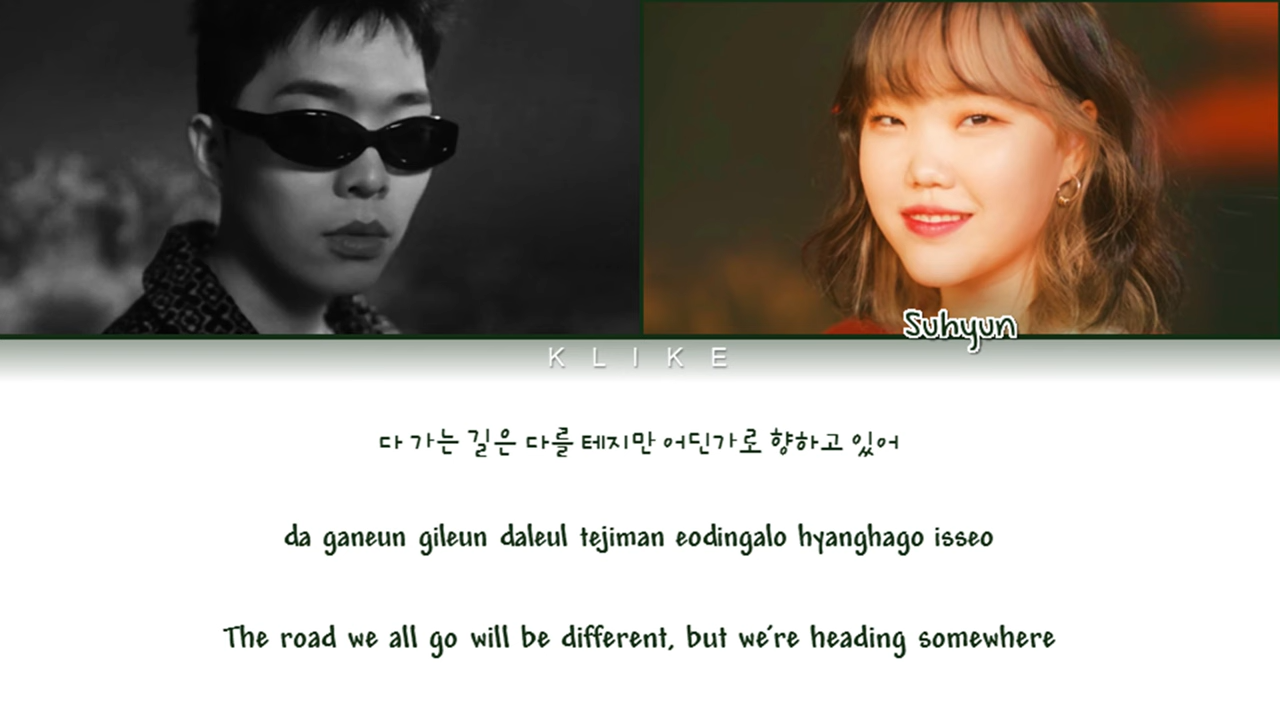 Suhyun
K L I K E
다 가는 길은 다를 테지만 어딘가로 향하고 있어
da ganeun gileun daleul tejiman eodingalo hyanghago isseo
The road we all go will be different, but we're heading somewhere